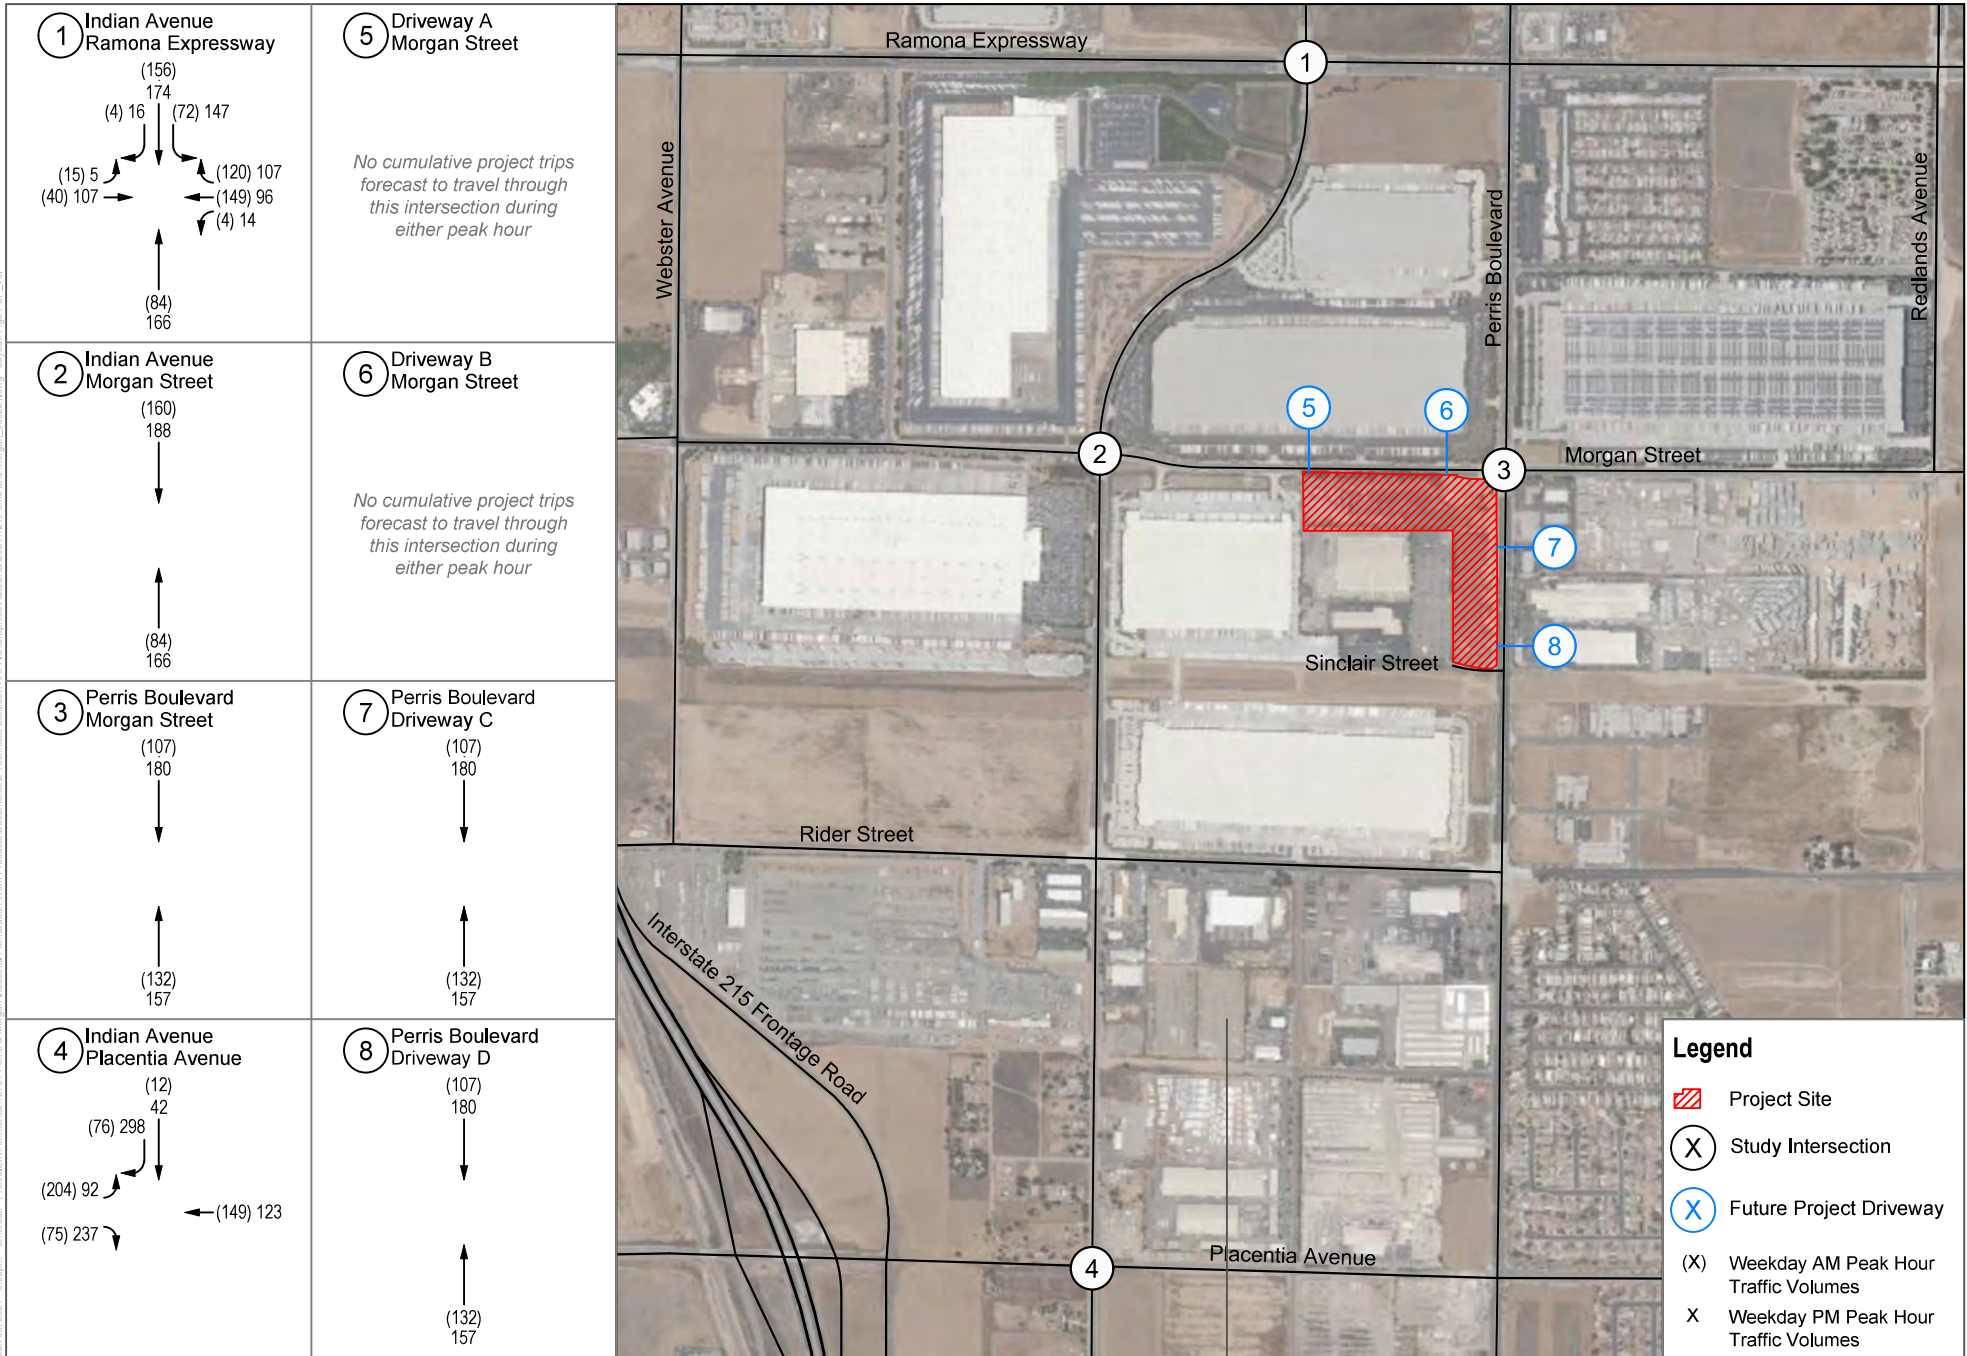 1
Indian Avenue
Ramona Expressway
(156)
174
(4) 16
(72) 147
(15) 5
(120) 107
(40) 107
(149) 96
(4) 14
(84)
166
5
Driveway A
Morgan Street
No cumulative project trips
forecast to travel through
this intersection during
either peak hour
2
Indian Avenue
Morgan Street
(160)
188
(84)
166
6
Driveway B
Morgan Street
No cumulative project trips
forecast to travel through
this intersection during
either peak hour
3
Perris Boulevard
Morgan Street
(107)
180
(132)
157
7
Perris Boulevard
Driveway C
(107)
180
(132)
157
4
Indian Avenue
Placentia Avenue
(12)
42
(76) 298
(204) 92
(149) 123
(75) 237
8
Perris Boulevard
Driveway D
(107)
180
(132)
157
Ramona Expressway
1
Webster Avenue
Perris Boulevard
Redlands Avenue
5
6
2
3
Morgan Street
7
8
Sinclair Street
Rider Street
Interstate 215 Frontage Road
Placentia Avenue
4
Legend
Project Site
X Study Intersection
X Future Project Driveway
(X) Weekday AM Peak Hour
Traffic Volumes
X Weekday PM Peak Hour
Traffic Volumes